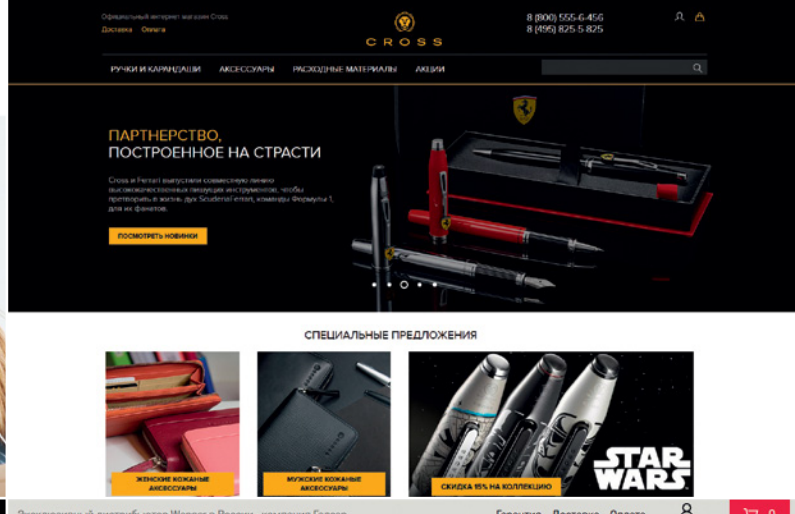 Официальный интернет магазин Cross
Доставка Оплата
CROSS
8 (800) 555-6-456
8 (495) 825-5-825
РУЧКИ И КАРАНДАШИ АКСЕССУАРЫ РАСХОДНЫЕ МАТЕРИАЛЫ АКЦИИ
ПАРТНЕРСТВО,
ПОСТРОЕННОЕ НА СТРАСТИ
Cross и Ferrari выпустили совместную линию
высококачественных пишущих инструментов, чтобы
претворить в жизнь дух Scuderia Ferrari, команды Формулы 1,
для их фанатов.
ПОСМОТРЕТЬ НОВИНКИ
СПЕЦИАЛЬНЫЕ ПРЕДЛОЖЕНИЯ
ЖЕНСКИЕ КОЖАНЫЕ
АКСЕССУАРЫ
МУЖСКИЕ КОЖАНЫЕ
АКСЕССУАРЫ
СКИДКА 15% НА КОЛЛЕКЦИЮ
STAR
WARS
Гарантия Доставка Оплата